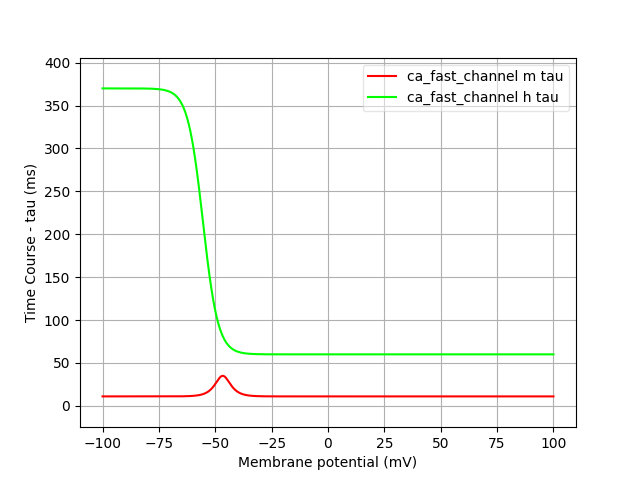 400
350
300
250
200
150
100
50
0
Time Course - tau (ms)
ca_fast_channel m tau
ca_fast_channel h tau
−100 −75 −50 −25 0 25 50 75 100
Membrane potential (mV)